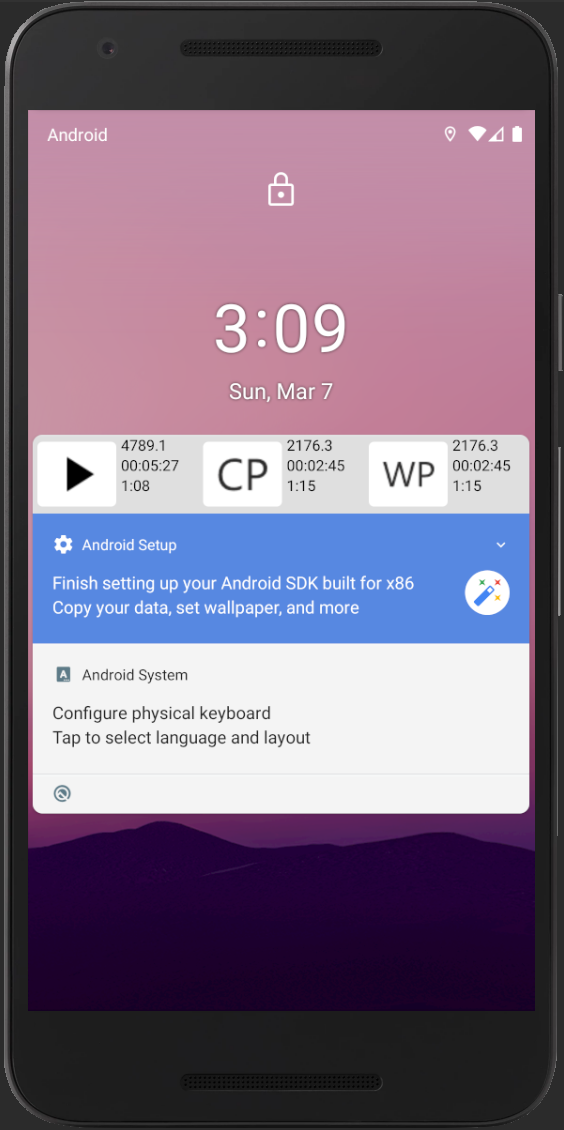 Android
3:09
Sun, Mar 7
4789.1
00:05:27
1:08
CP
2176.3
00:02:45
1:15
WP
2176.3
00:02:45
1:15
Android Setup
Finish setting up your Android SDK built for x86
Copy your data, set wallpaper, and more
A Android System
Configure physical keyboard
Tap to select language and layout